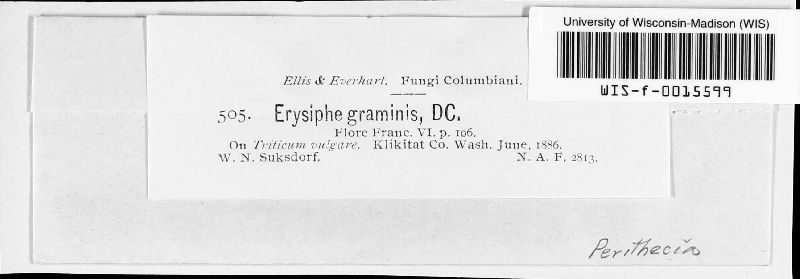 University of Wisconsin-Madison (WIS)
WIS-f-0015599
Ellis & Everhart. Fungi Columbiani.
505. Erysiphe graminis, DC.
Flore Franc. VI. p. 106.
On Triticum vulgare. Klikitat Co. Wash. June, 1886.
W. N. Suksdorf. N. A. F. 2813.
Perithecia